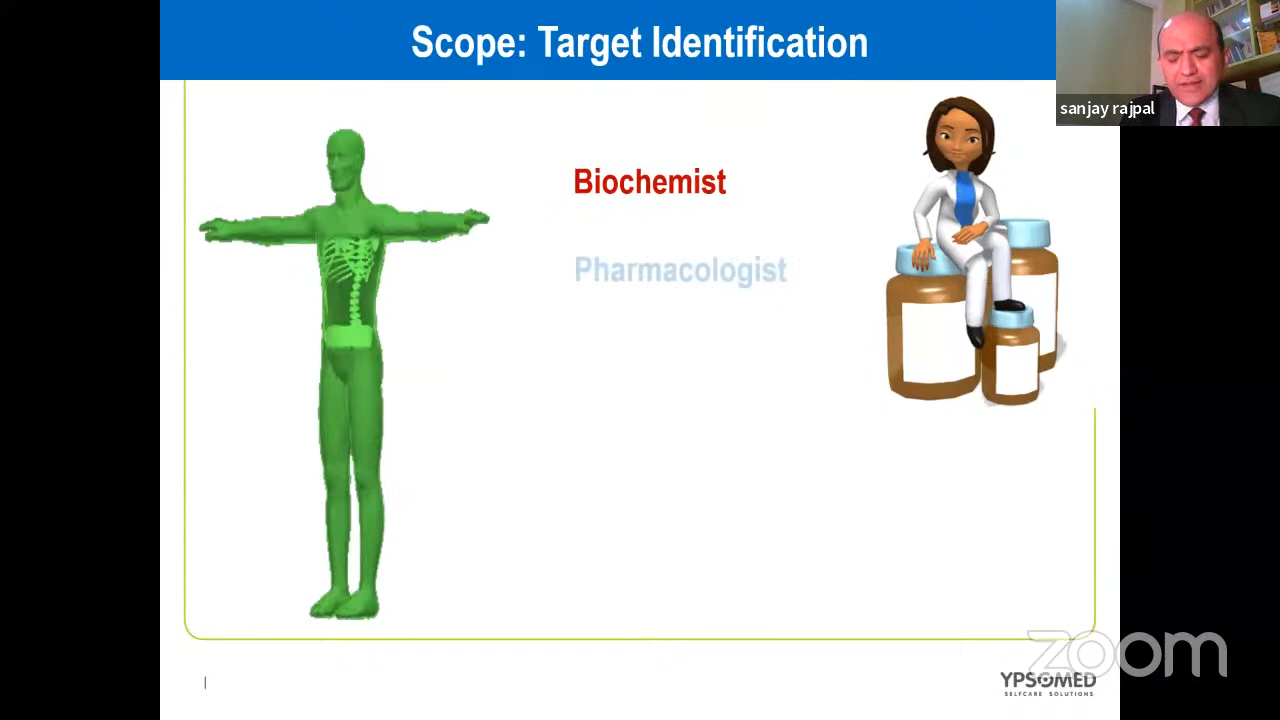 Scope: Target Identification
sanjay rajpal
Biochemist
Pharmacologist
zoom
YPSOMED
SELFCARE SOLUTIONS